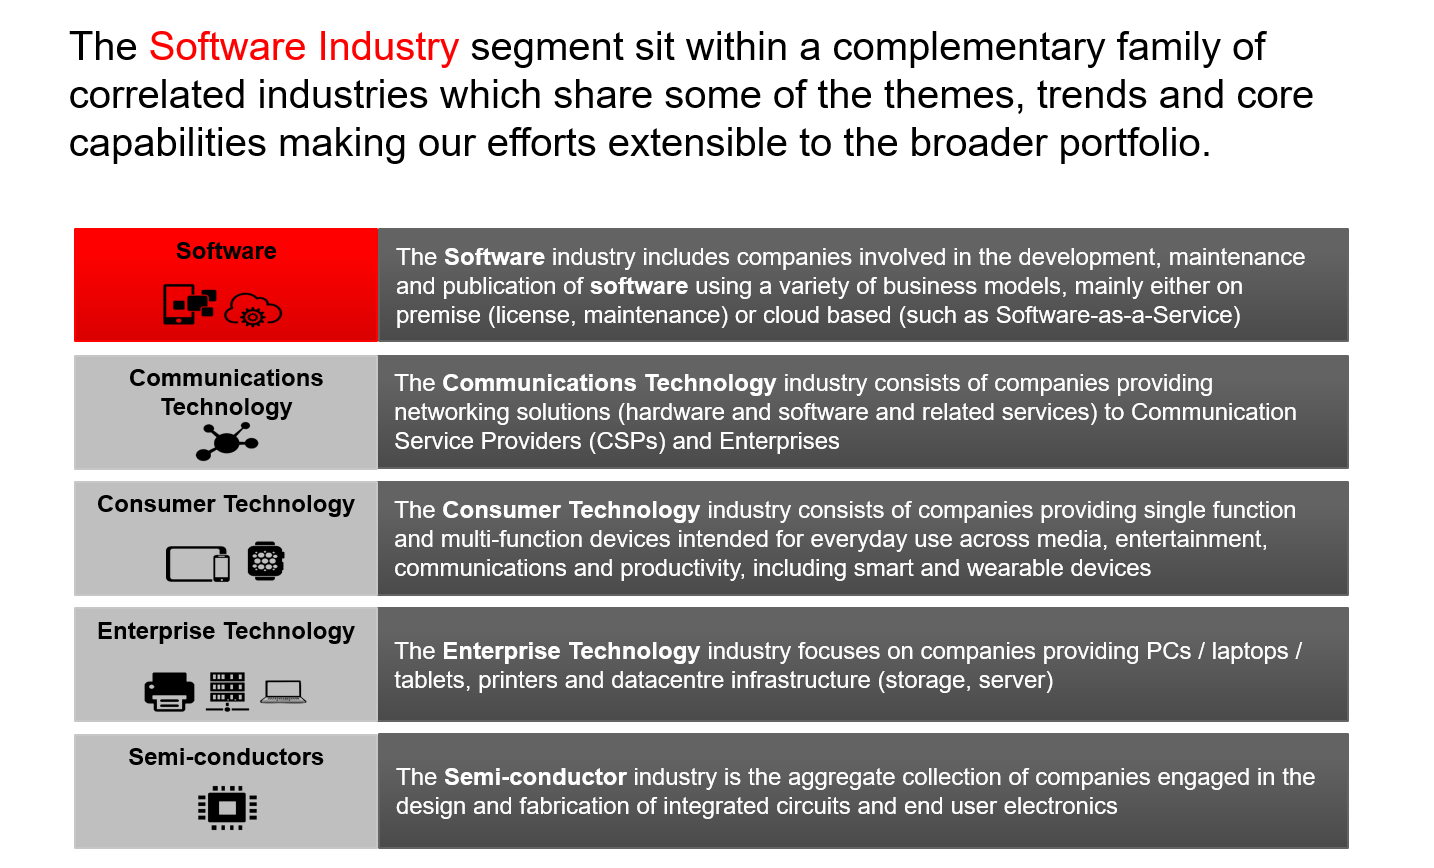 The Software Industry segment sit within a complementary family of
correlated industries which share some of the themes, trends and core
capabilities making our efforts extensible to the broader portfolio.
Software
The Software industry includes companies involved in the development, maintenance
and publication of software using a variety of business models, mainly either on
premise (license, maintenance) or cloud based (such as Software-as-a-Service)
Communications
Technology
The Communications Technology industry consists of companies providing
networking solutions (hardware and software and related services) to Communication
Service Providers (CSPs) and Enterprises
Consumer Technology
The Consumer Technology industry consists of companies providing single function
and multi-function devices intended for everyday use across media, entertainment,
communications and productivity, including smart and wearable devices
Enterprise Technology
The Enterprise Technology industry focuses on companies providing PCs / laptops /
tablets, printers and datacentre infrastructure (storage, server)
Semi-conductors
The Semi-conductor industry is the aggregate collection of companies engaged in the
design and fabrication of integrated circuits and end user electronics